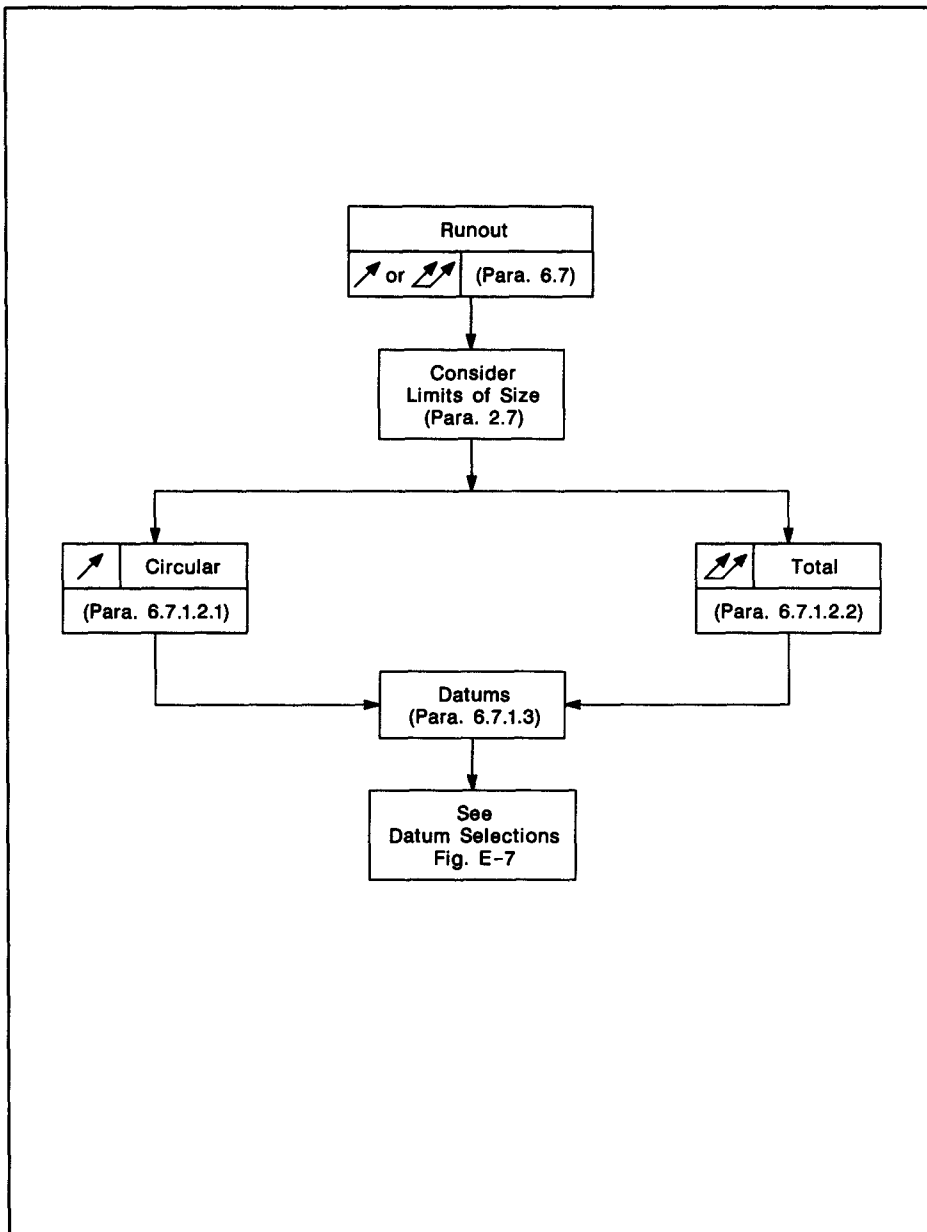 Runout
or
(Para. 6.7)
Consider
Limits of Size
(Para. 2.7)
Circular
(Para. 6.7.1.2.1)
Total
(Para. 6.7.1.2.2)
Datums
(Para. 6.7.1.3)
See
Datum Selections
Fig. E-7